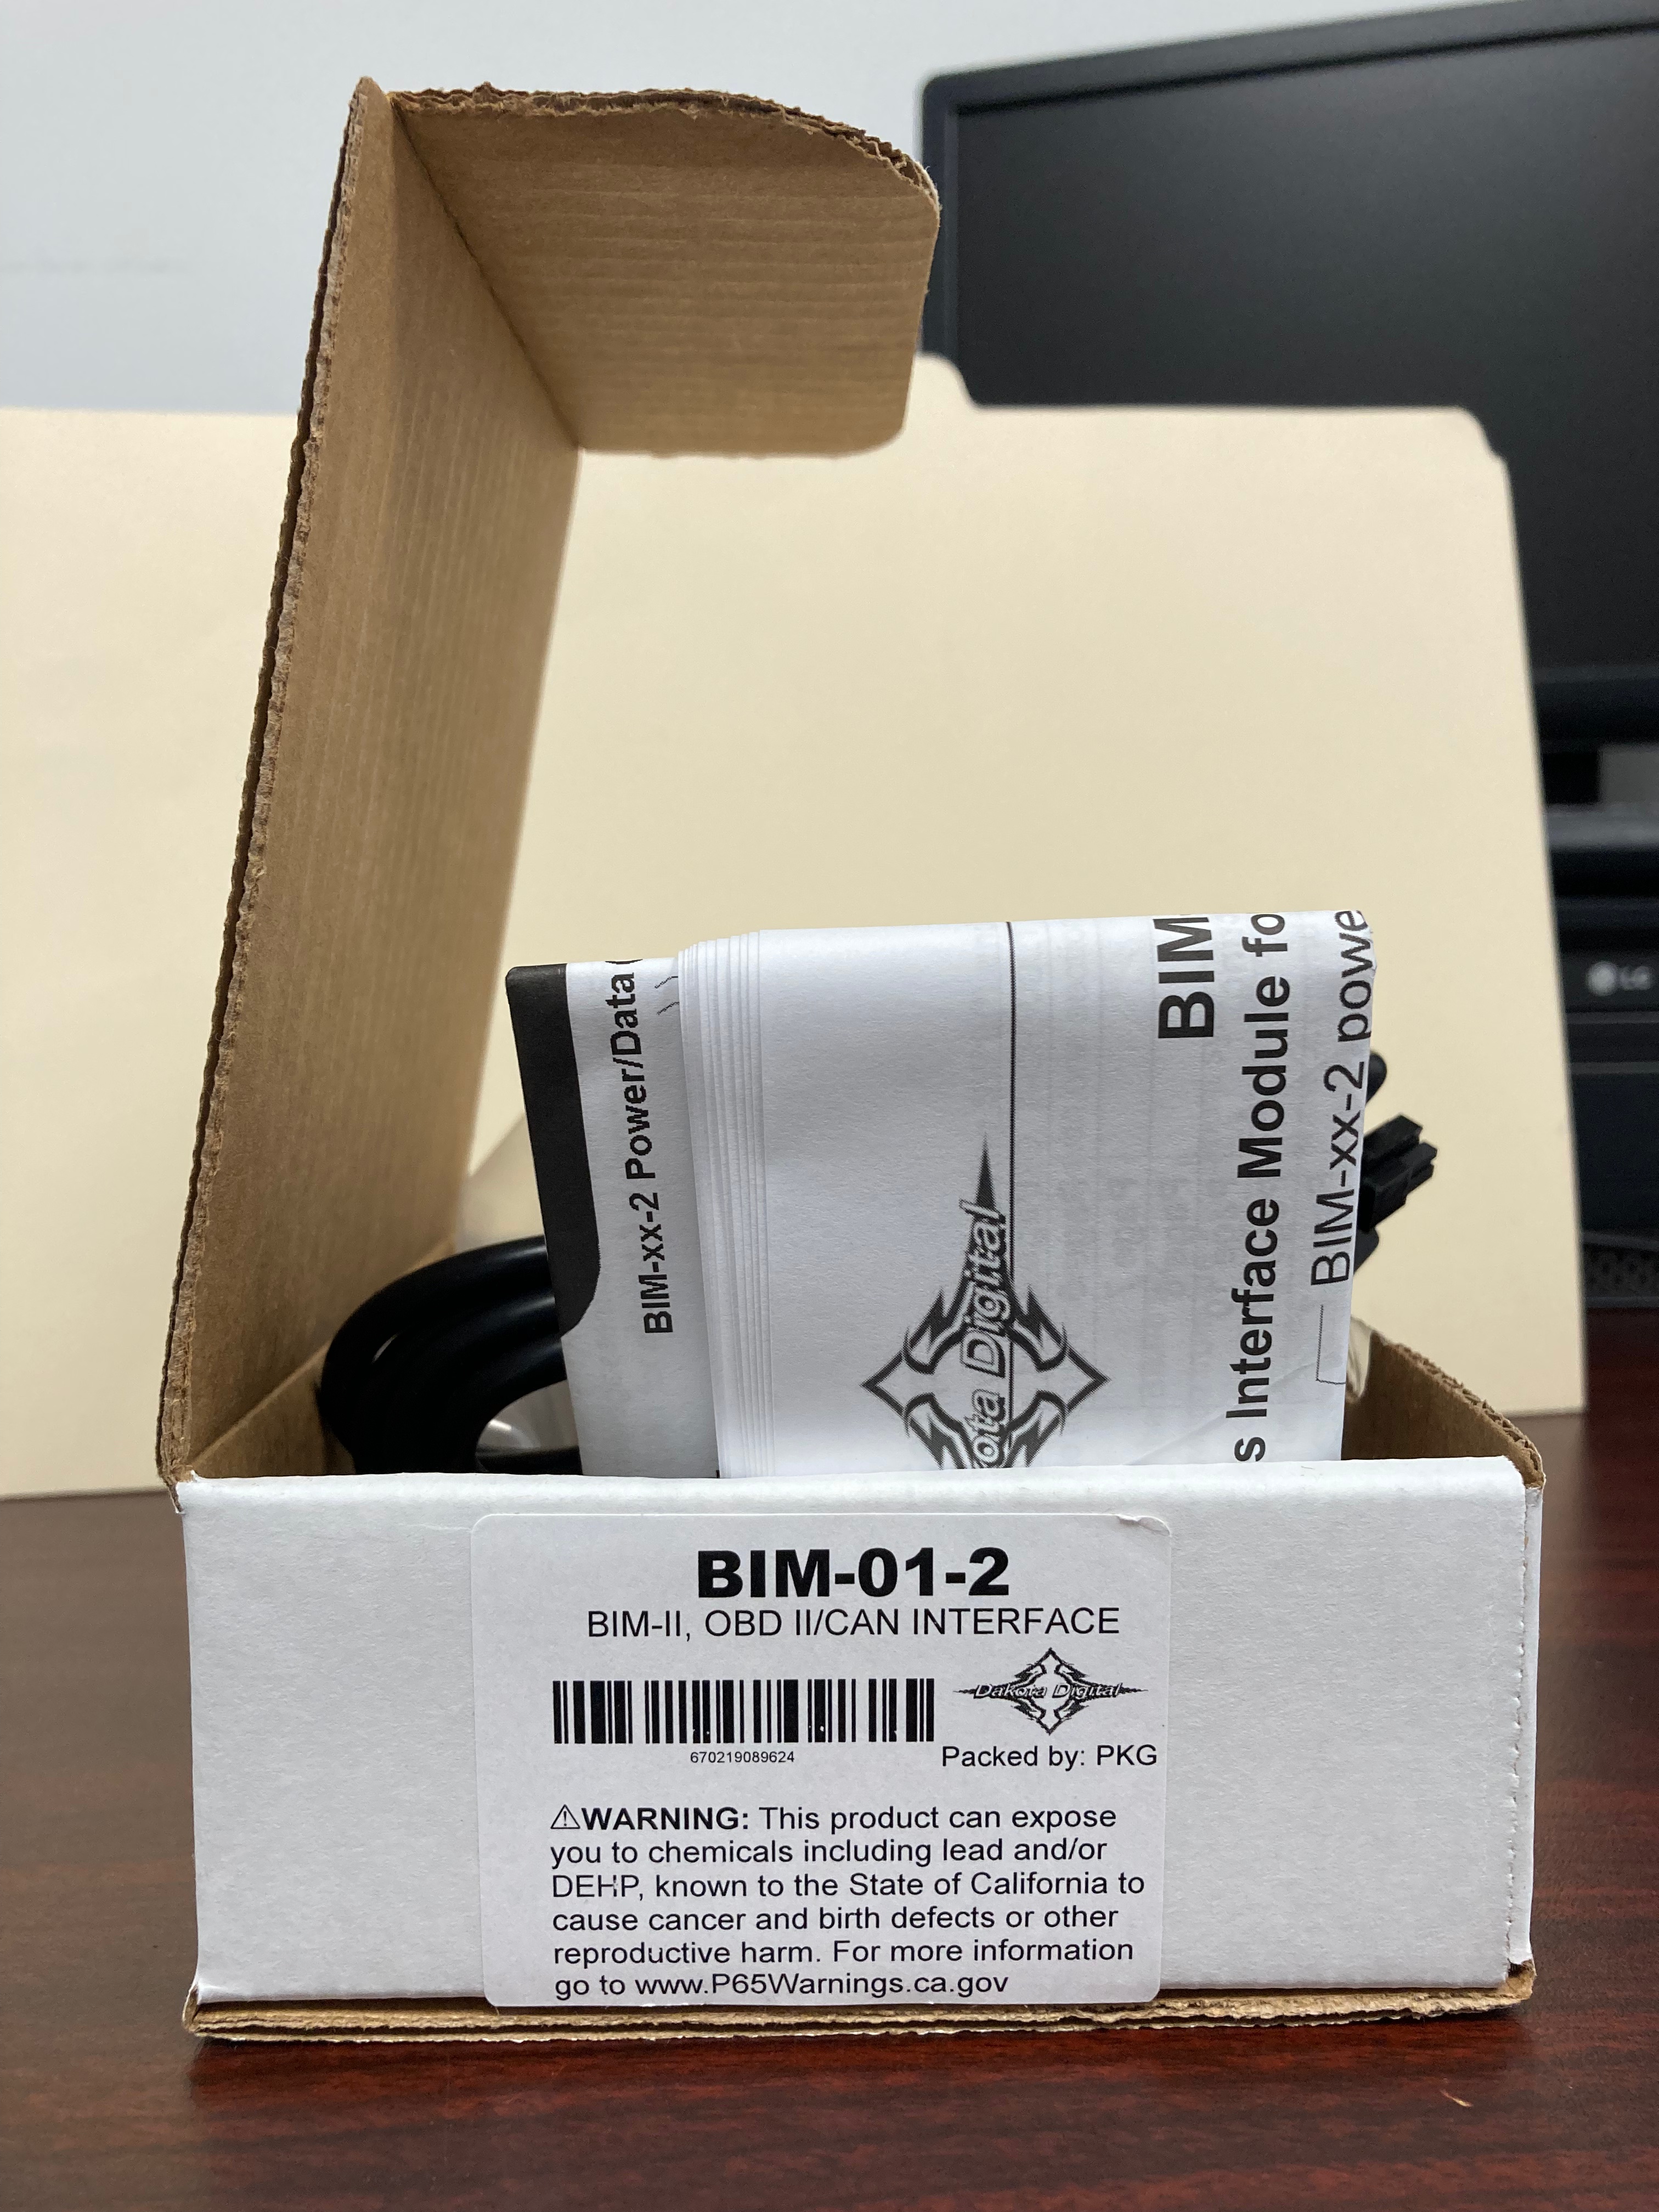 BIM-xx-2 Power/Data
Digital
BIM
Interface Module fo
BIM-xx-2 powe
LG
BIM-01-2
BIM-II, OBD II/CAN INTERFACE
Dakota Digital
670219089624
Packed by: PKG
⚠WARNING: This product can expose
you to chemicals including lead and/or
DEHP, known to the State of California to
cause cancer and birth defects or other
reproductive harm. For more information
go to www.P65Warnings.ca.gov